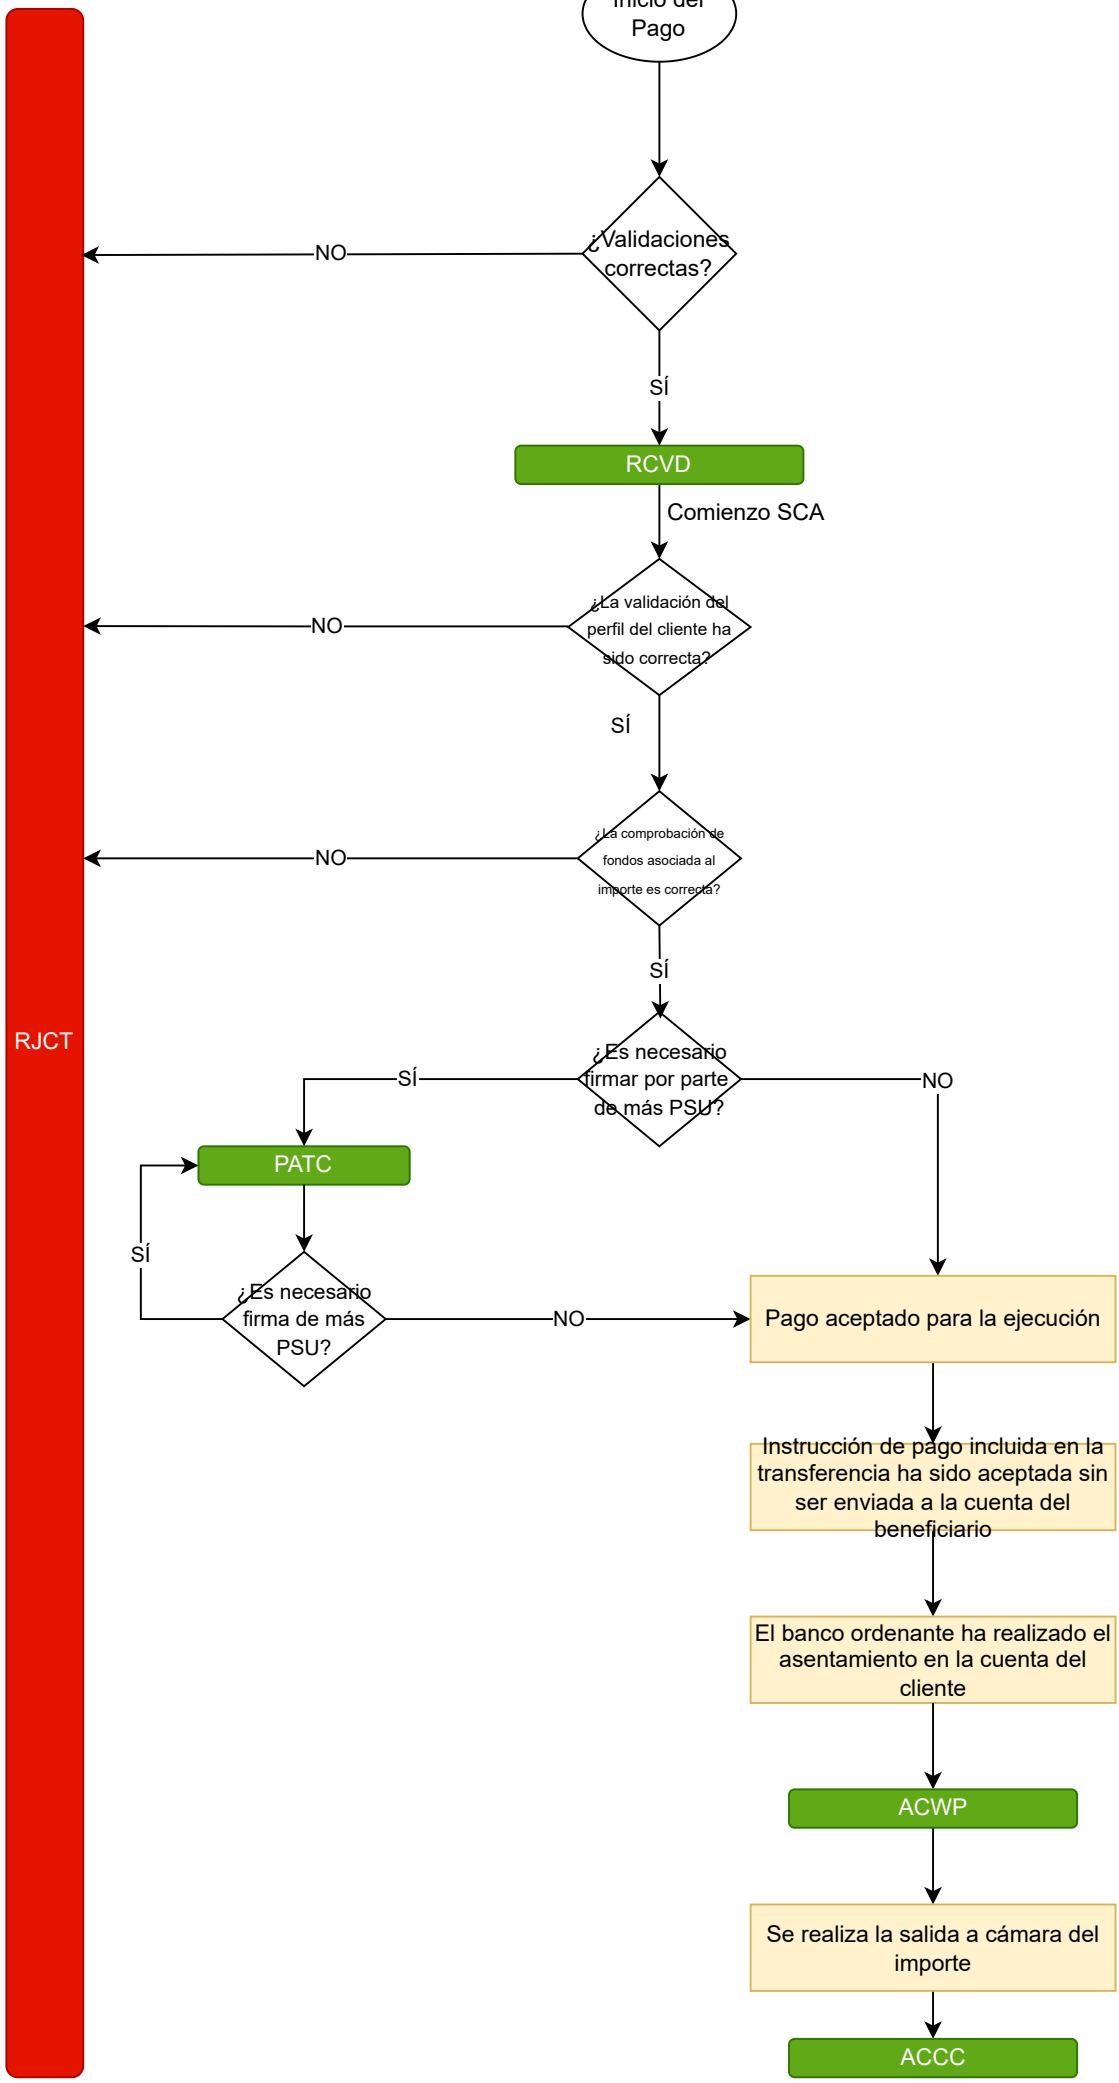 Inicio del
Pago
¿Validaciones
correctas?
NO
SÍ
RCVD
Comienzo SCA
¿La validación del
perfil del cliente ha
sido correcta?
NO
SÍ
¿La comprobación de
fondos asociada al
importe es correcta?
NO
SÍ
RJCT
¿Es necesario
firmar por parte
de más PSU?
SÍ
NO
PATC
SÍ
¿Es necesario
firma de más
PSU?
NO
Pago aceptado para la ejecución
Instrucción de pago incluida en la
transferencia ha sido aceptada sin
ser enviada a la cuenta del
beneficiario
El banco ordenante ha realizado el
asentamiento en la cuenta del
cliente
ACWP
Se realiza la salida a cámara del
importe
ACCC